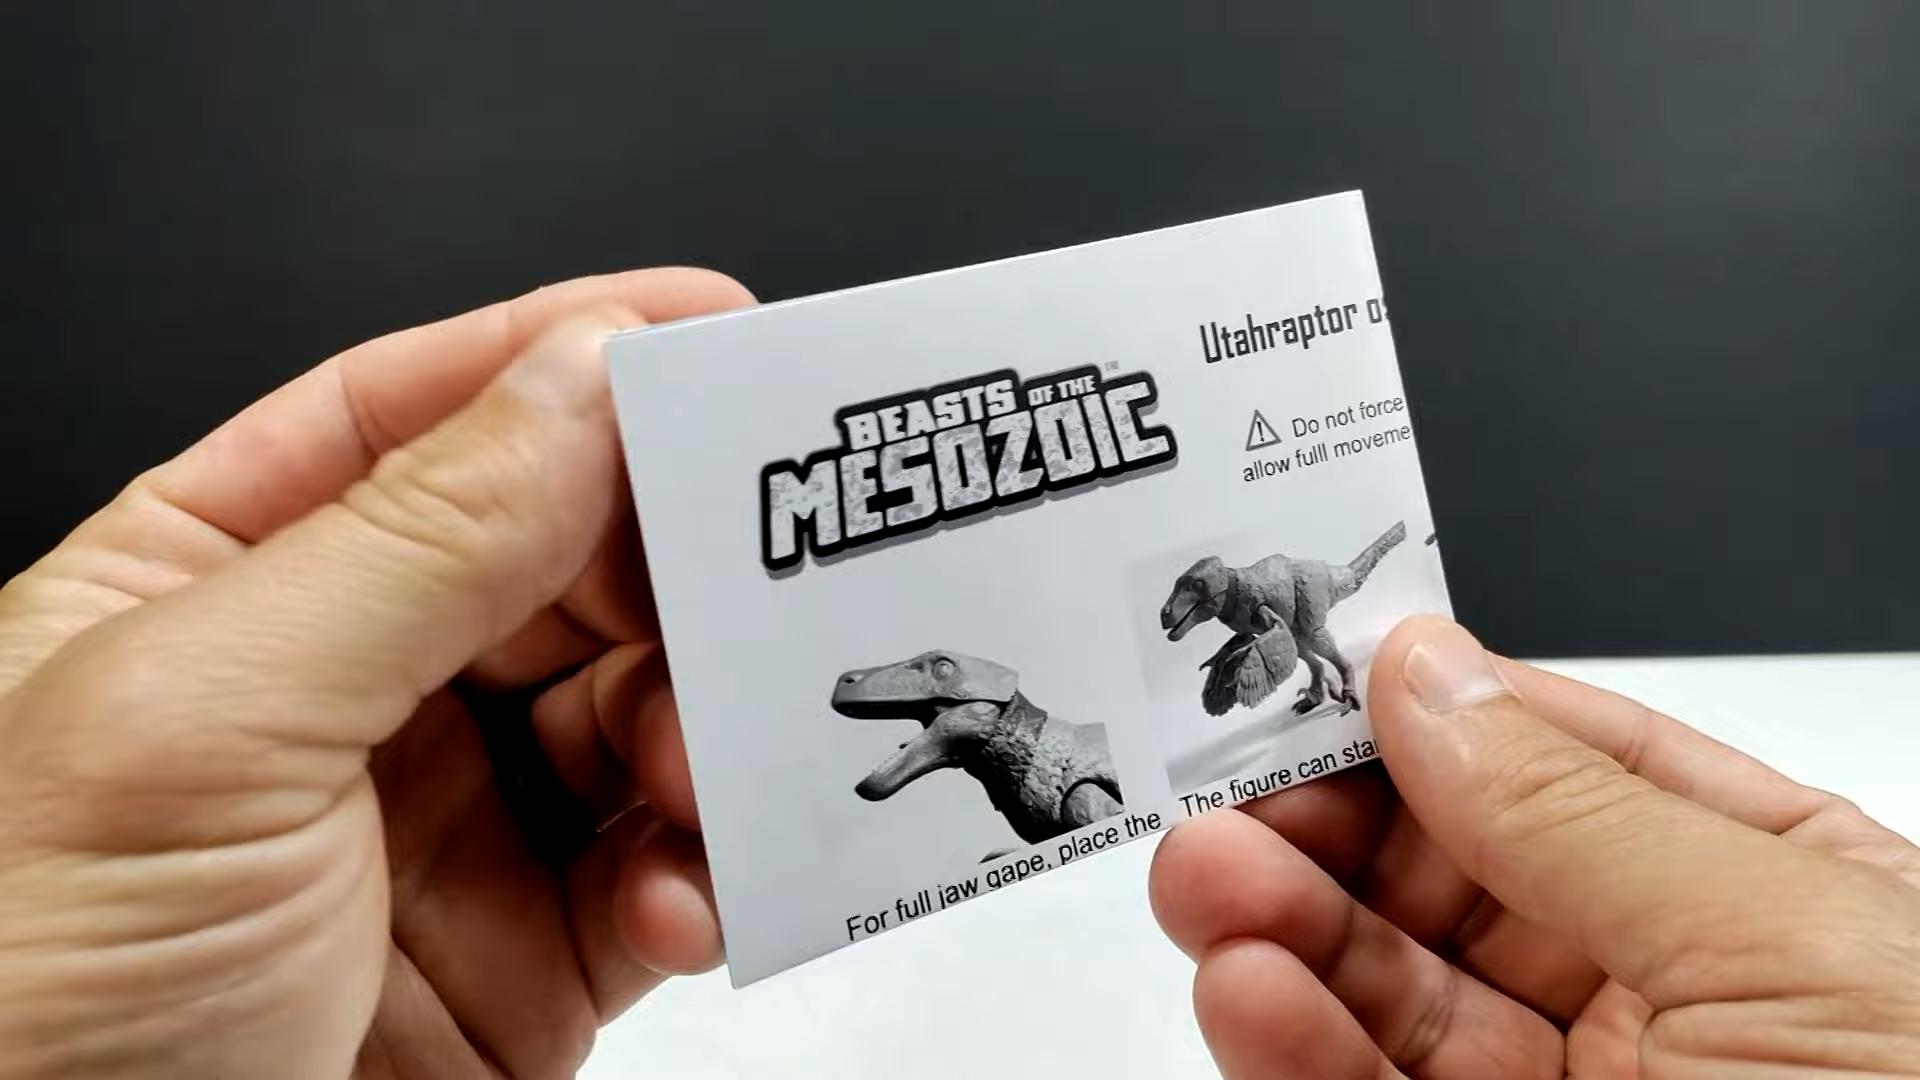 BEASTS OF THE
MESOZOIC™
Utahraptor
Do not force
allow fulll moveme
For full jaw gape, place the
The figure can sta